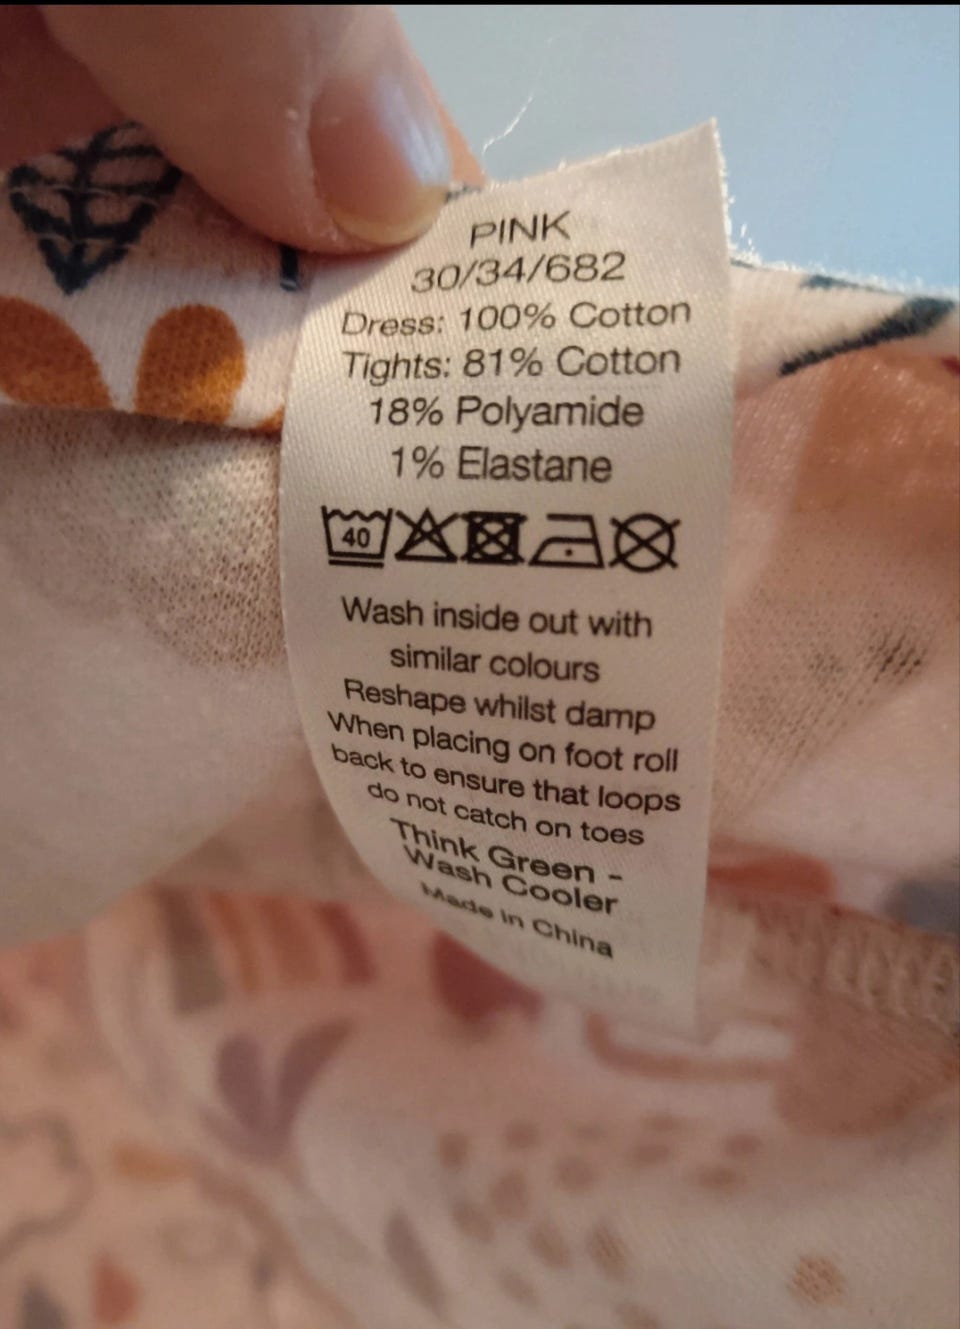 PINK
30/34/682
Dress: 100% Cotton
Tights: 81% Cotton
18% Polyamide
1% Elastane
40
Wash inside out with
similar colours
Reshape whilst damp
When placing on foot roll
back to ensure that loops
do not catch on toes
Think Green -
Wash Cooler
Made in China